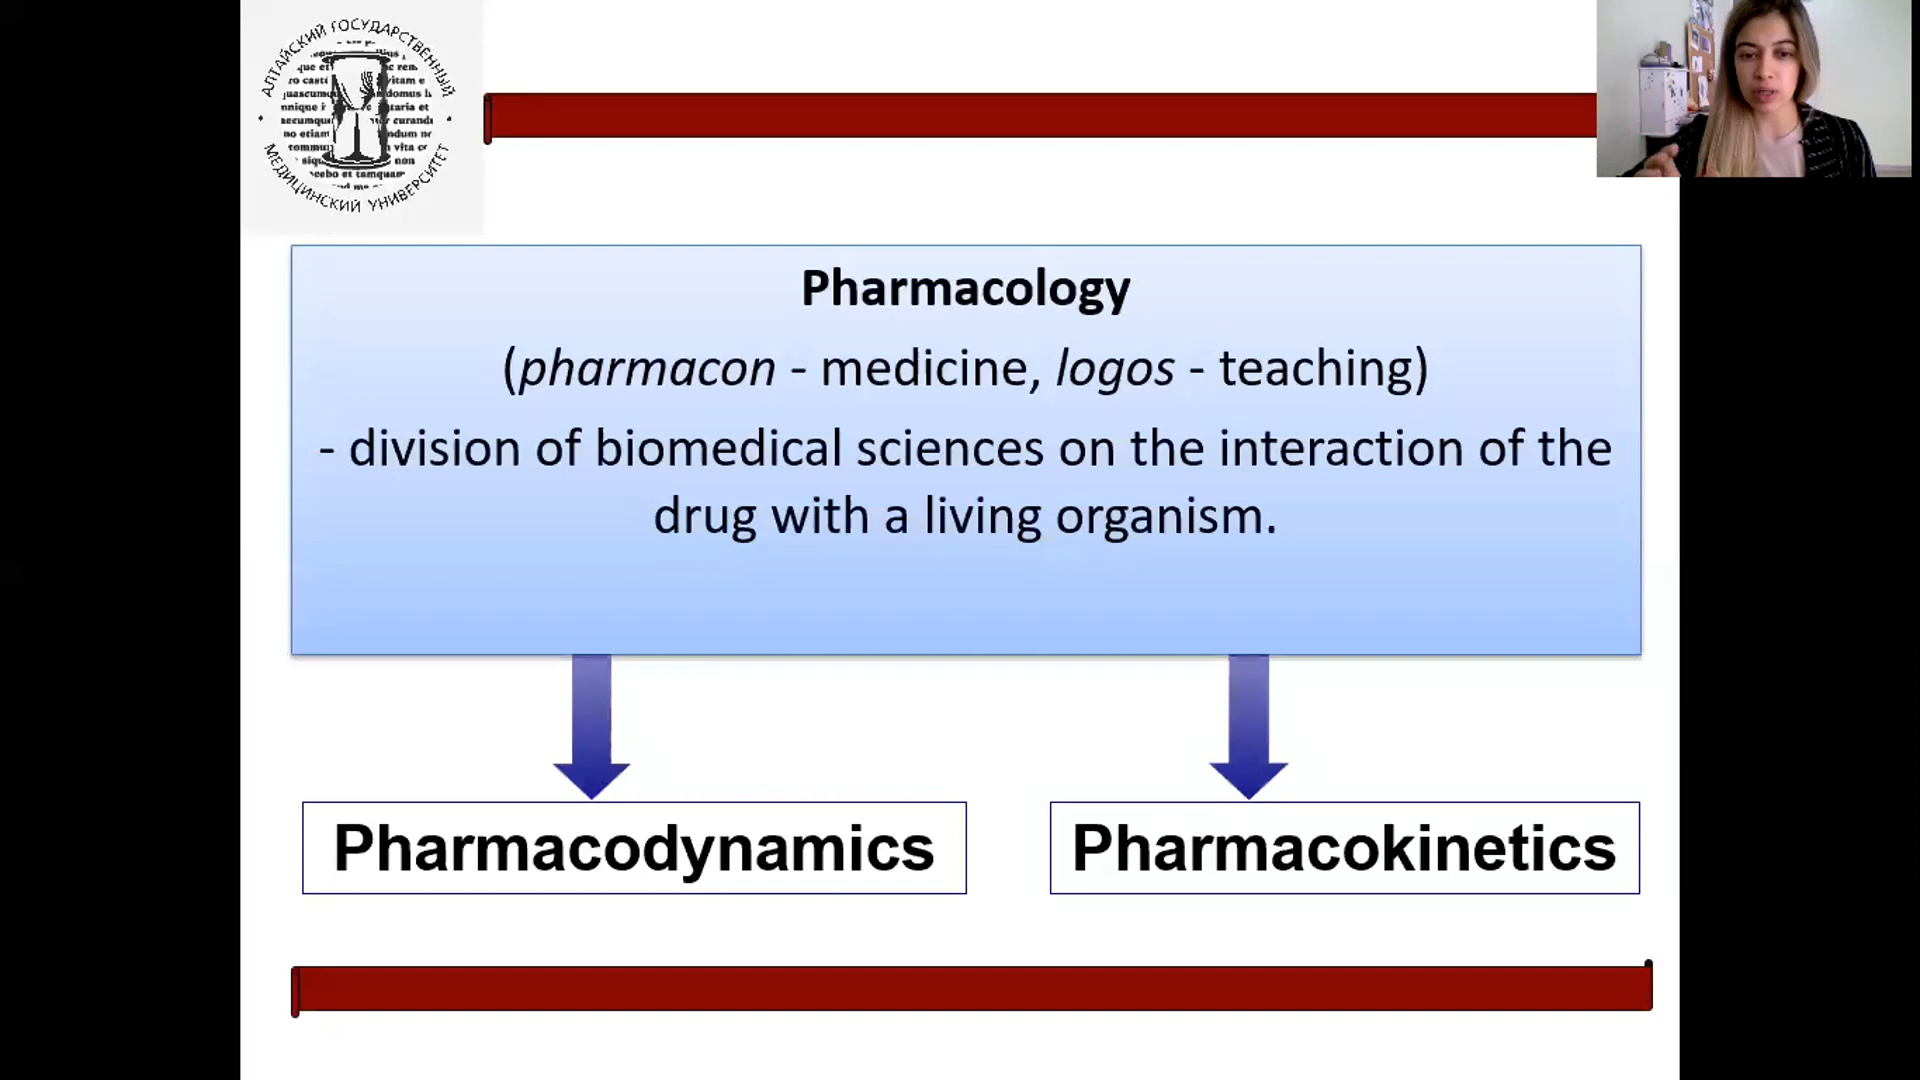 АЛТАЙСКИЙ ГОСУДАРСТВЕННЫЙ
МЕДИЦИНСКИЙ УНИВЕРСИТЕТ
Pharmacology
(pharmacon - medicine, logos - teaching)
- division of biomedical sciences on the interaction of the
drug with a living organism.
Pharmacodynamics
Pharmacokinetics